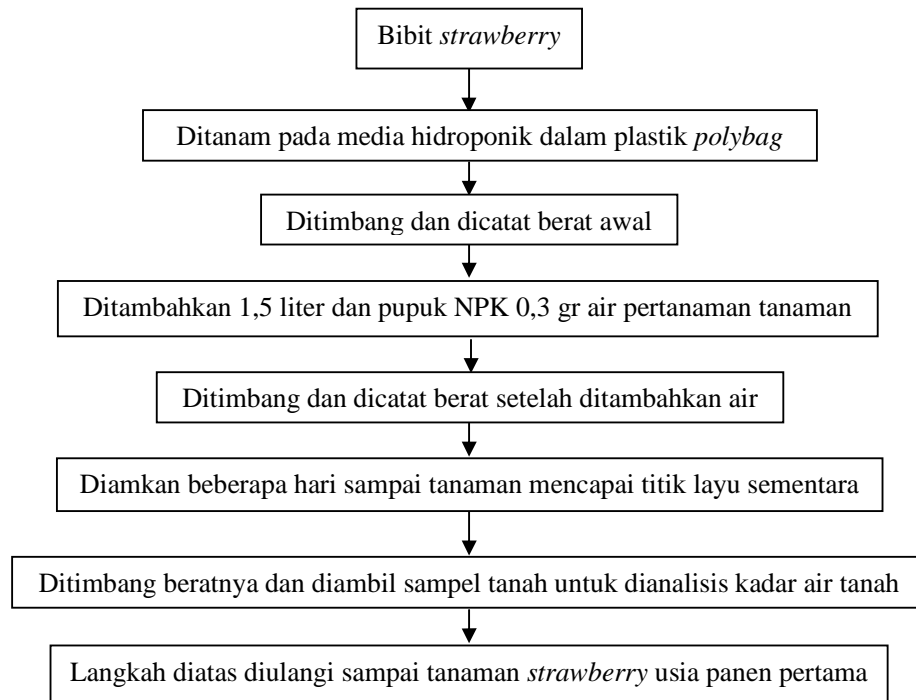 Bibit strawberry
Ditanam pada media hidroponik dalam plastik polybag
Ditimbang dan dicatat berat awal
Ditambahkan 1,5 liter dan pupuk NPK 0,3 gr air pertanaman tanaman
Ditimbang dan dicatat berat setelah ditambahkan air
Diamkan beberapa hari sampai tanaman mencapai titik layu sementara
Ditimbang beratnya dan diambil sampel tanah untuk dianalisis kadar air tanah
Langkah diatas diulangi sampai tanaman strawberry usia panen pertama